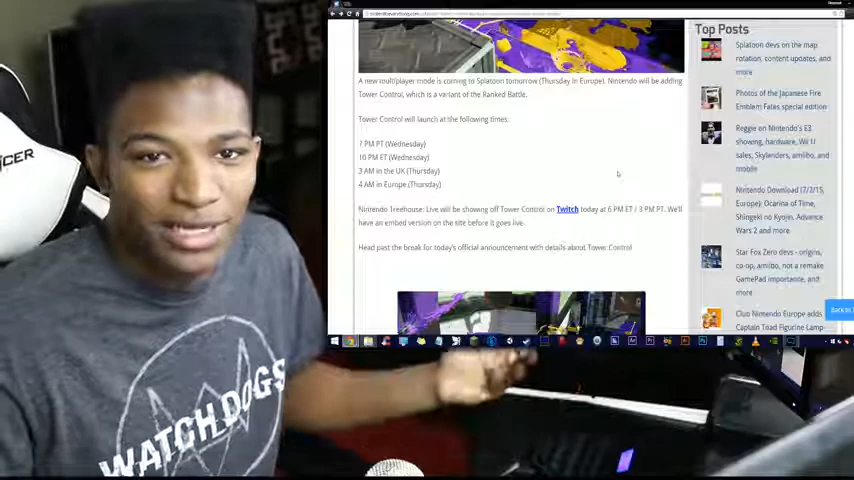 A new multiplayer mode is coming to Splatoon tomorrow (Thursday in Europe). Nintendo will be adding
Tower Control, which is a variant of the Ranked Battle.
Tower Control will launch at the following times:
7 PM PT (Wednesday)
10 PM ET (Wednesday)
3 AM in the UK (Thursday)
4 AM in Europe (Thursday)
Nintendo Treehouse: Live will be showing off Tower Control on Twitch today at 6 PM ET / 3 PM PT. We'll
have an embed version on the site before it goes live.
Head past the break for today's official announcement with details about Tower Control
Top Posts
Splatoon devs on the map
rotation, content updates, and
more
Photos of the Japanese Fire
Emblem Fates special edition
Reggie on Nintendo's E3
showing, hardware, Wii U
sales, Skylanders, amiibo, and
mobile
Nintendo Download (7/2/15,
Europe): Ocarina of Time,
Shingeki no Kyojin, Advance
Wars 2 and more
Star Fox Zero devs - origins,
co-op, amiibo, not a remake
GamePad importance, and
more
Club Nintendo Europe adds
Captain Toad Figurine Lamp
Back to
WATCH DOGS